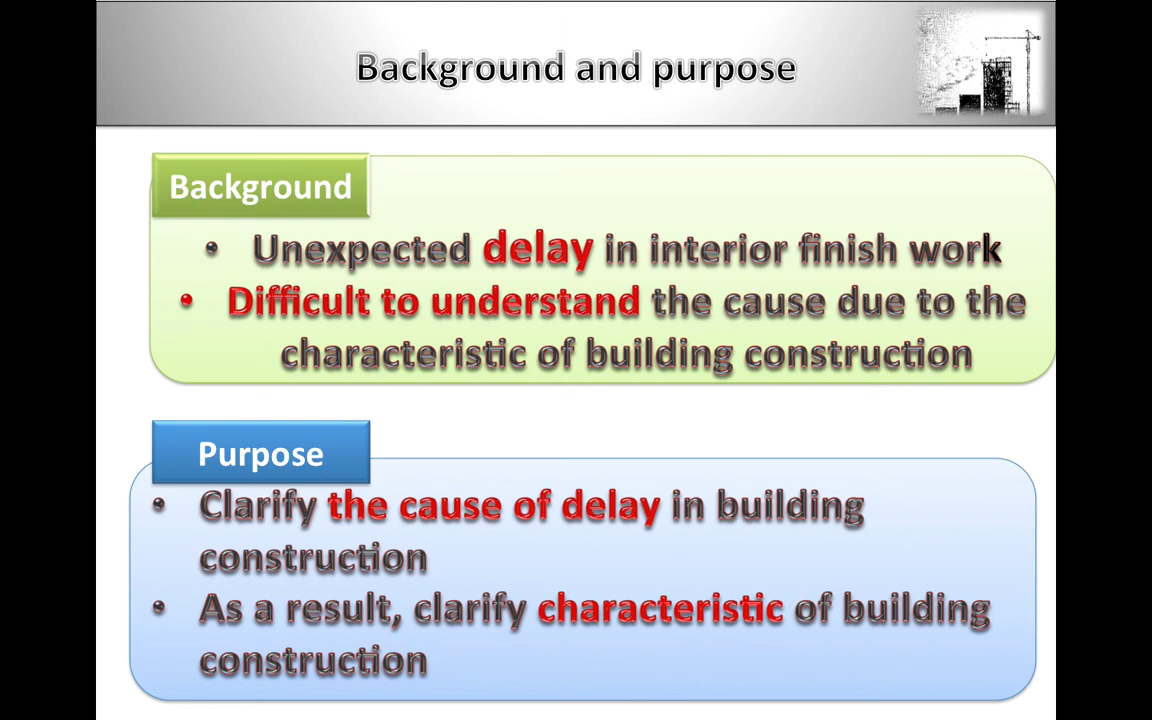 Background and purpose
Background
• Unexpected delay in interior finish work
• Difficult to understand the cause due to the
characteristic of building construction
Purpose
• Clarify the cause of delay in building
construction
• As a result, clarify characteristic of building
construction